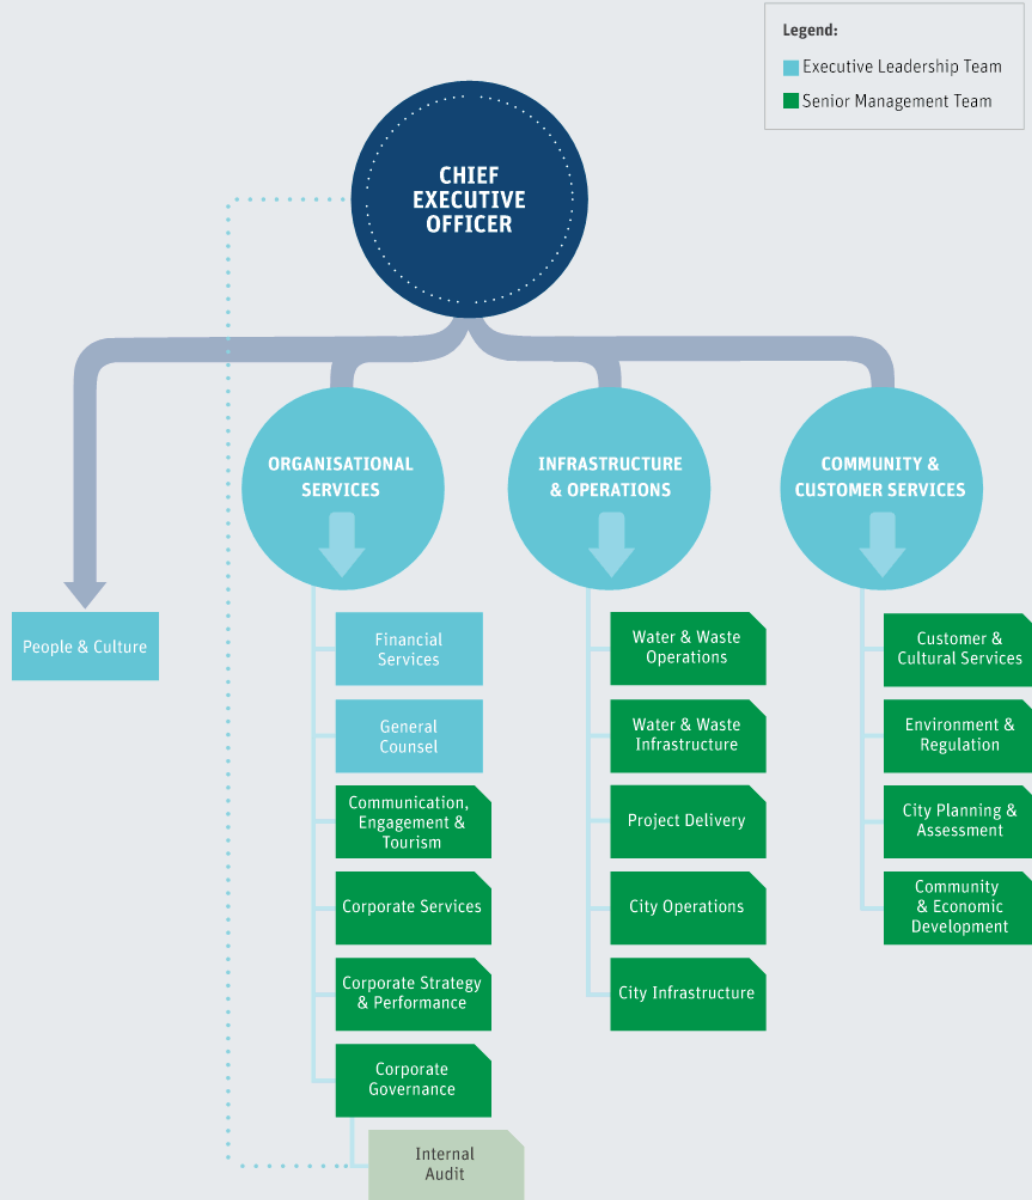 Legend:
Executive Leadership Team
Senior Management Team
CHIEF
EXECUTIVE
OFFICER
ORGANISATIONAL
SERVICES
INFRASTRUCTURE
& OPERATIONS
COMMUNITY &
CUSTOMER SERVICES
People & Culture
Financial
Services
General
Counsel
Communication,
Engagement &
Tourism
Corporate Services
Corporate Strategy
& Performance
Corporate
Governance
Internal
Audit
Water & Waste
Operations
Water & Waste
Infrastructure
Project Delivery
City Operations
City Infrastructure
Customer &
Cultural Services
Environment &
Regulation
City Planning &
Assessment
Community
& Economic
Development